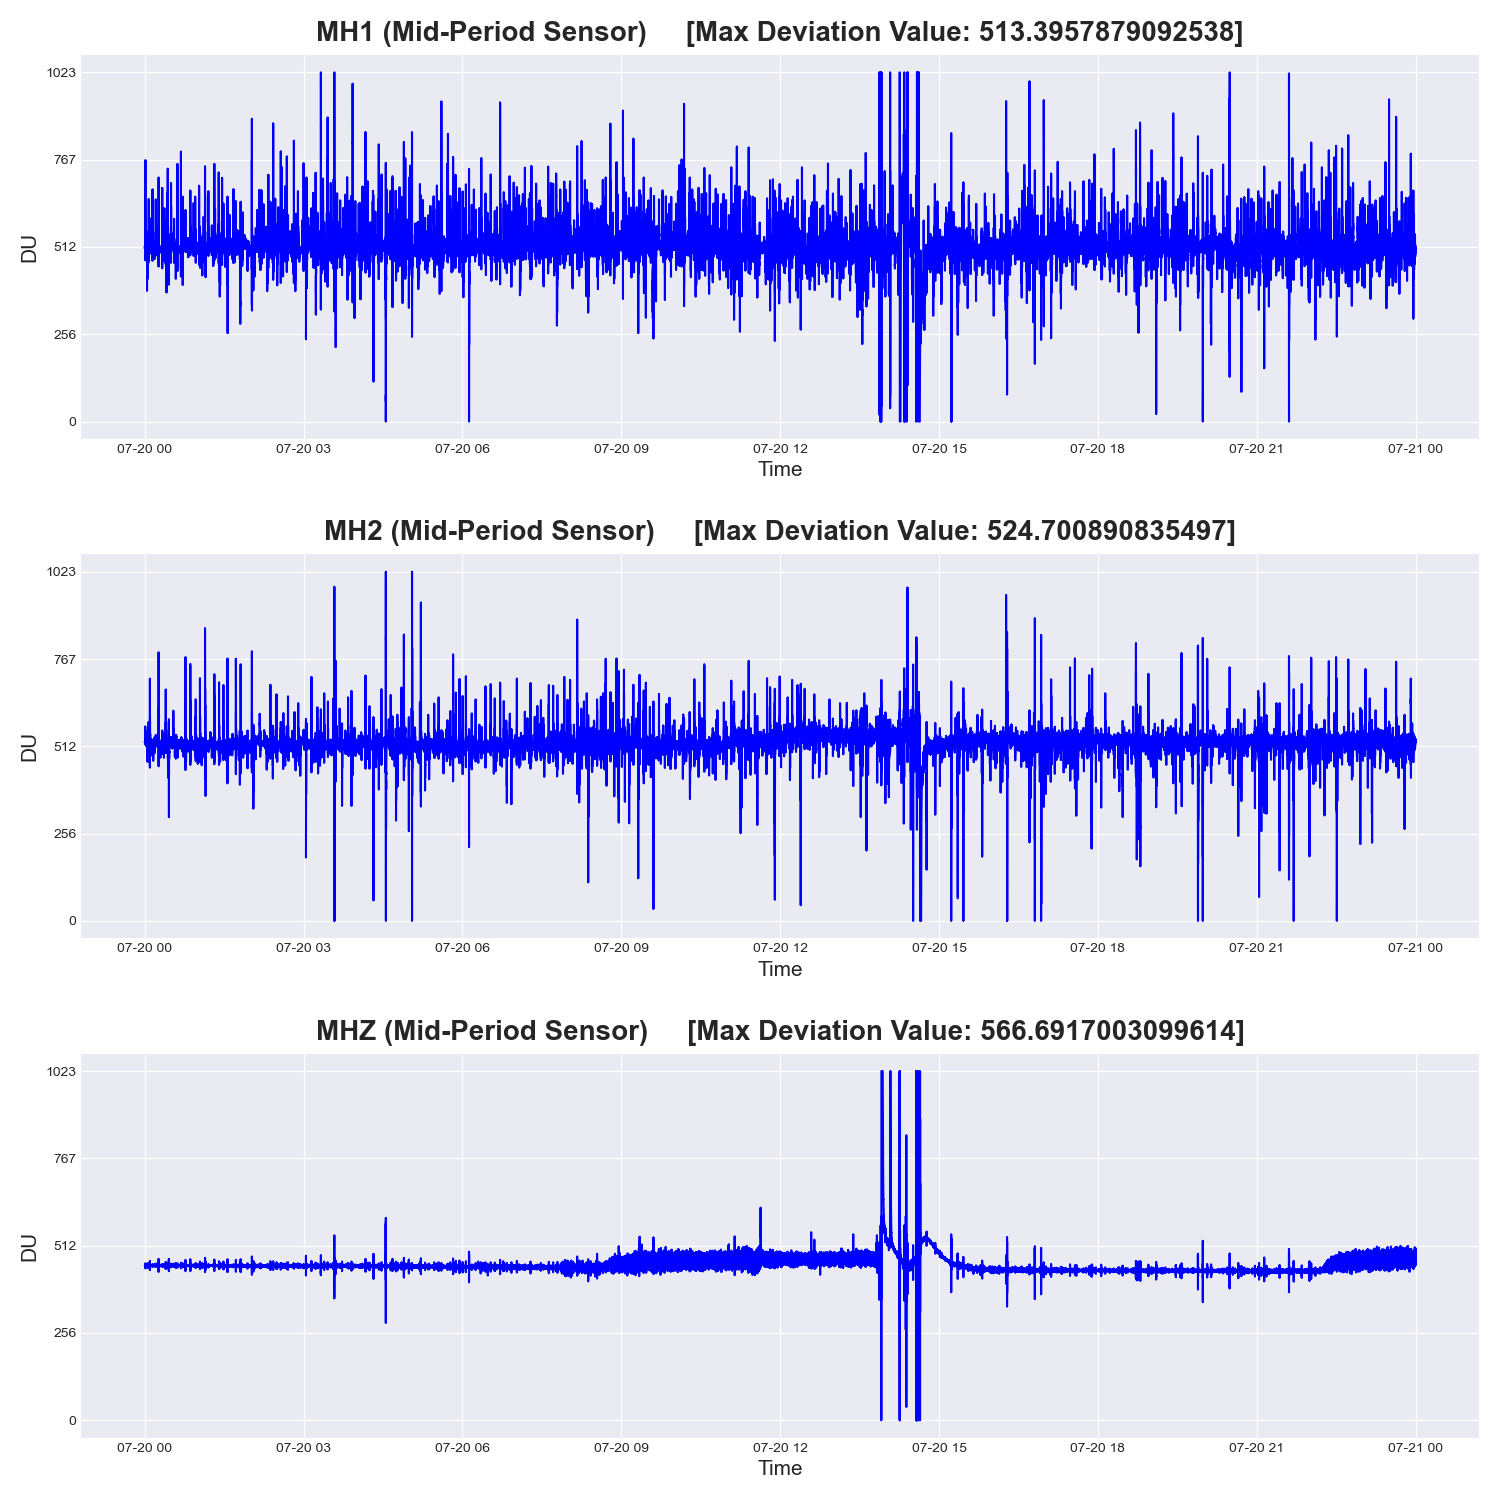 MH1 (Mid-Period Sensor) [Max Deviation Value: 513.3957879092538]
1023
767
512
256
0
DU
07-20 00 07-20 03 07-20 06 07-20 09 07-20 12 07-20 15 07-20 18 07-20 21 07-21 00
Time
MH2 (Mid-Period Sensor) [Max Deviation Value: 524.700890835497]
1023
767
512
256
0
DU
07-20 00 07-20 03 07-20 06 07-20 09 07-20 12 07-20 15 07-20 18 07-20 21 07-21 00
Time
MHZ (Mid-Period Sensor) [Max Deviation Value: 566.6917003099614]
1023
767
512
256
0
DU
07-20 00 07-20 03 07-20 06 07-20 09 07-20 12 07-20 15 07-20 18 07-20 21 07-21 00
Time